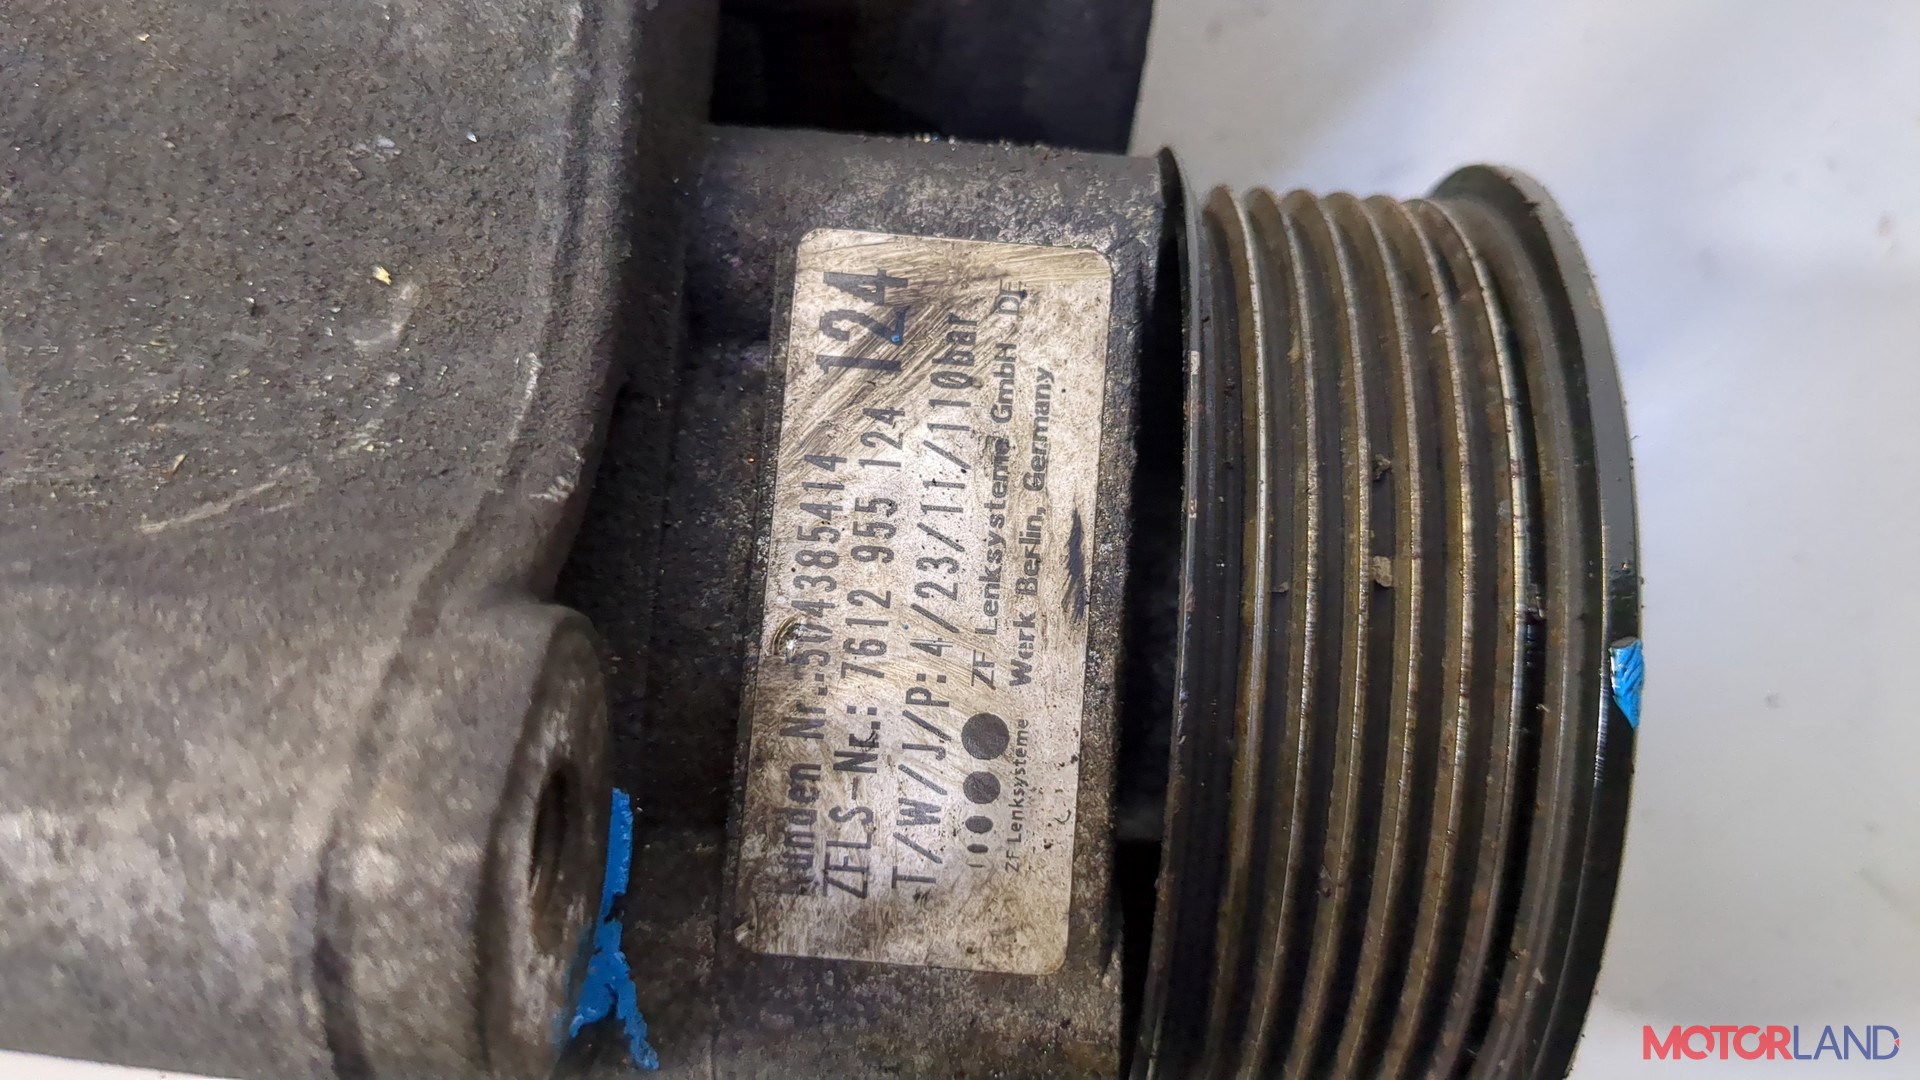 Kunden Nr.:504385414
ZFLS-Nr.: 7612 955 124 124
T/W/J/P:4/23/11/110bar
ZF Lenksysteme GmbH DE
Werk Berlin, Germany
ZF Lenksysteme
MOTORLAND